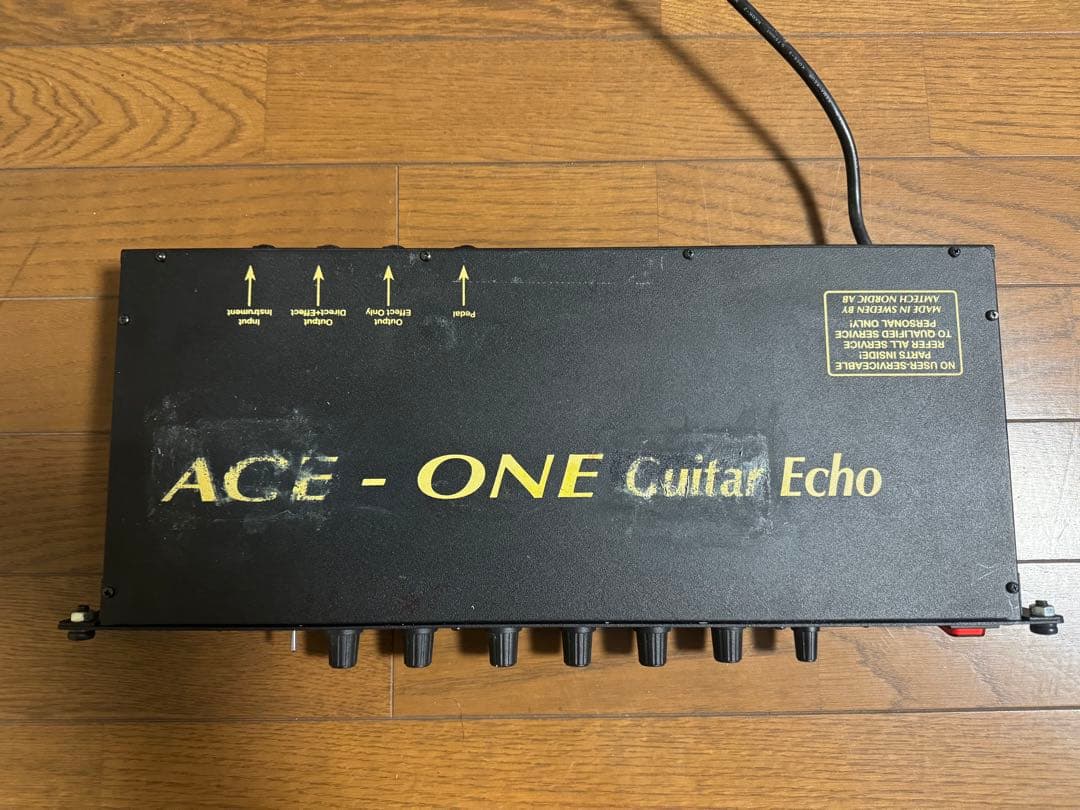 Input
Instrument
Output
Direct+Effect
Output
Effect Only
Pedal
NO USER-SERVICEABLE
PARTS INSIDE!
REFER ALL SERVICE
TO QUALIFIED SERVICE
PERSONAL ONLY!
MADE IN SWEDEN BY
AMTECH NORDIC AB
ACE - ONE Guitar Echo